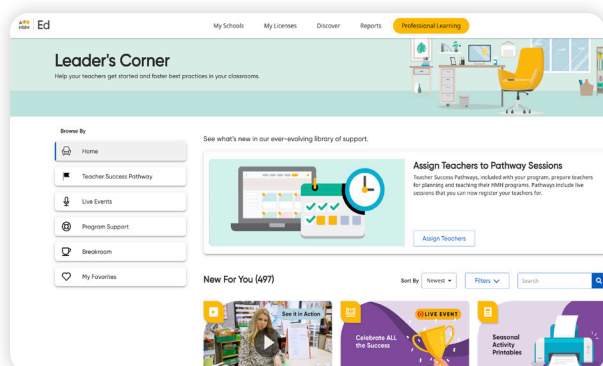 HMH Ed
My Schools My Licenses Discover Reports Professional Learning
Leader's Corner
Help your teachers get started and foster best practices in your classrooms.
Browse By
Home
Teacher Success Pathway
Live Events
Program Support
Breakroom
My Favorites
See what's new in our ever-evolving library of support.
Assign Teachers to Pathway Sessions
Teacher Success Pathways, included with your program, prepare teachers
for planning and teaching their HMH programs. Pathways include live
sessions that you can now register your teachers for.
Assign Teachers
New For You (497)
Sort By Newest Filters Search
See it in Action
LIVE EVENT
Celebrate ALL
the Success
Seasonal
Activity
Printables